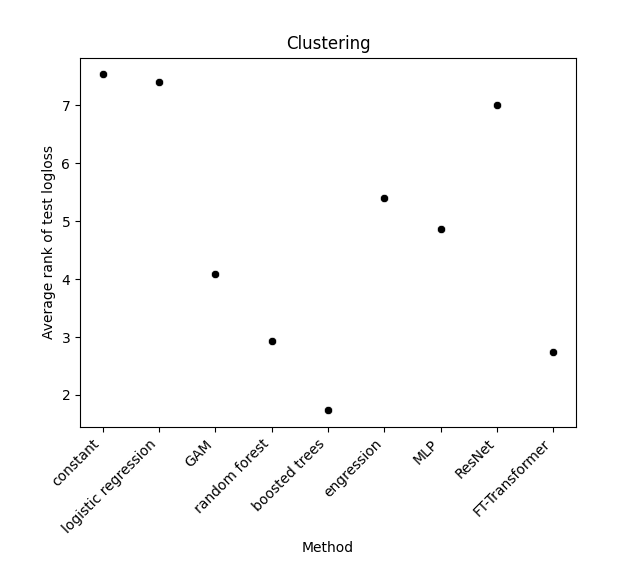 Clustering
Average rank of test logloss
7
6
5
4
3
2
constant
logistic regression
GAM
random forest
boosted trees
engression
MLP
ResNet
FT-Transformer
Method